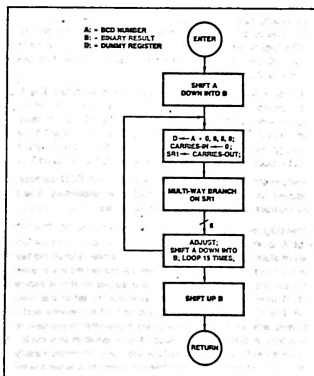 A: = BCD NUMBER
B: = BINARY RESULT
D: = DUMMY REGISTER
ENTER
SHIFT A
DOWN INTO B
D ← A + 0, 8, 8, 8;
CARRIES-IN ← 0;
SR1 ← CARRIES-OUT;
MULTI-WAY BRANCH
ON SR1
8
ADJUST;
SHIFT A DOWN INTO
B; LOOP 15 TIMES,
SHIFT UP B
RETURN